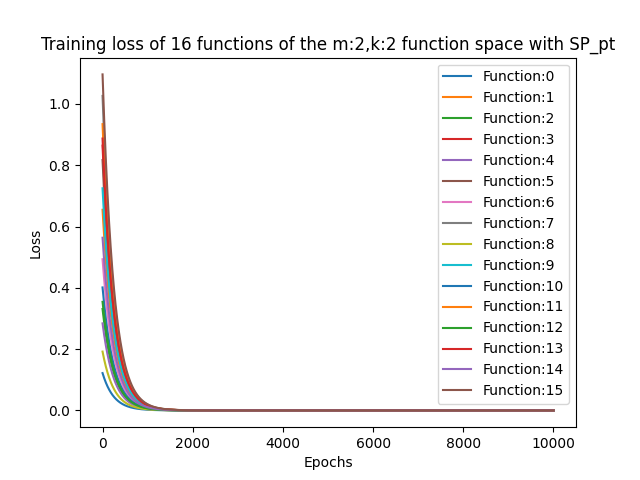 Training loss of 16 functions of the m:2,k:2 function space with SP_pt
Loss
1.0
0.8
0.6
0.4
0.2
0.0
Function:0
Function:1
Function:2
Function:3
Function:4
Function:5
Function:6
Function:7
Function:8
Function:9
Function:10
Function:11
Function:12
Function:13
Function:14
Function:15
0 2000 4000 6000 8000 10000
Epochs